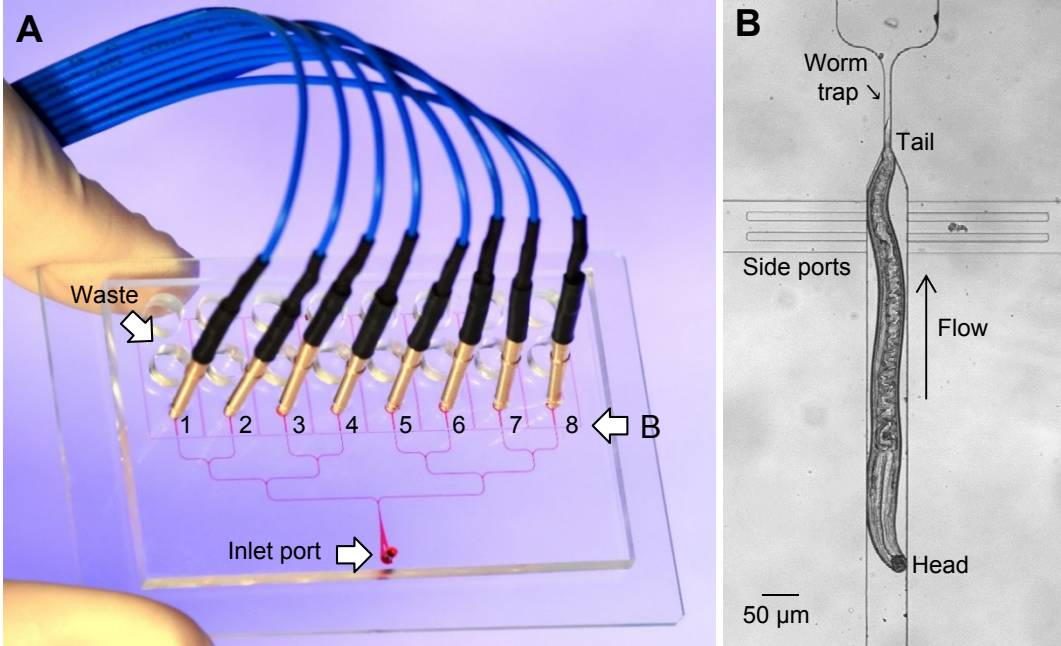 A
Waste
1 2 3 4 5 6 7 8
B
Inlet port
B
Worm
trap
Tail
Side ports
Flow
Head
50 µm